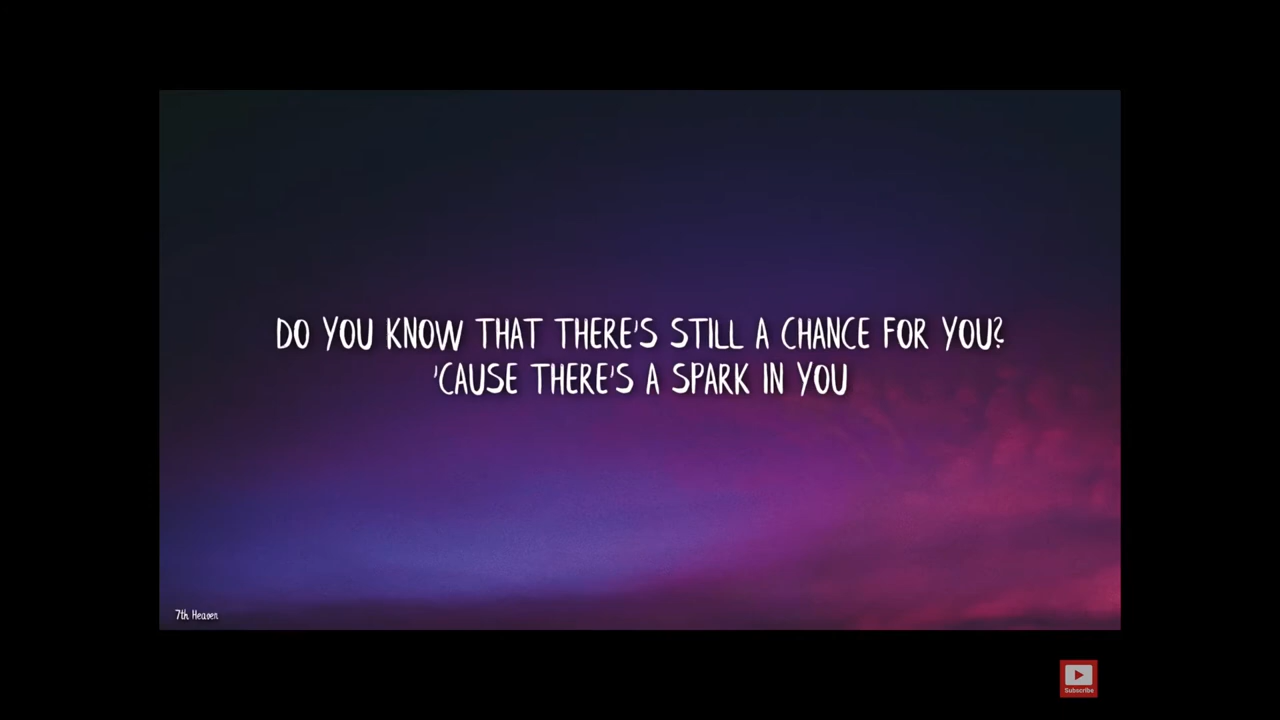 DO YOU KNOW THAT THERE'S STILL A CHANCE FOR YOU?
'CAUSE THERE'S A SPARK IN YOU
7th Heaven
Subscribe